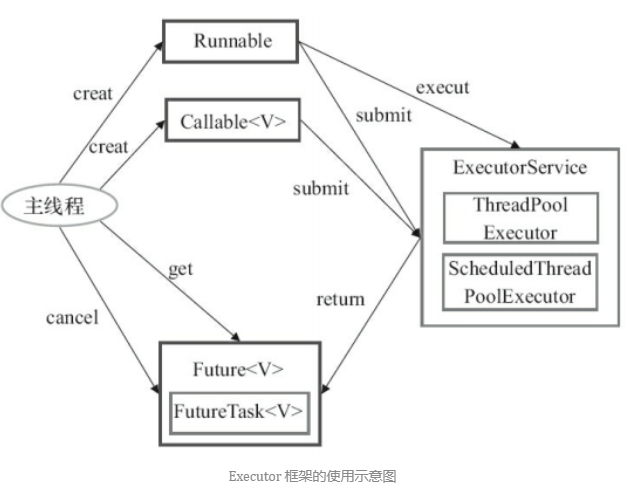 Runnable
execut
creat
submit
Callable<V>
creat
ExecutorService
submit
ThreadPool
Executor
主线程
ScheduledThread
PoolExecutor
get
return
cancel
Future<V>
FutureTask<V>
Executor 框架的使用示意图